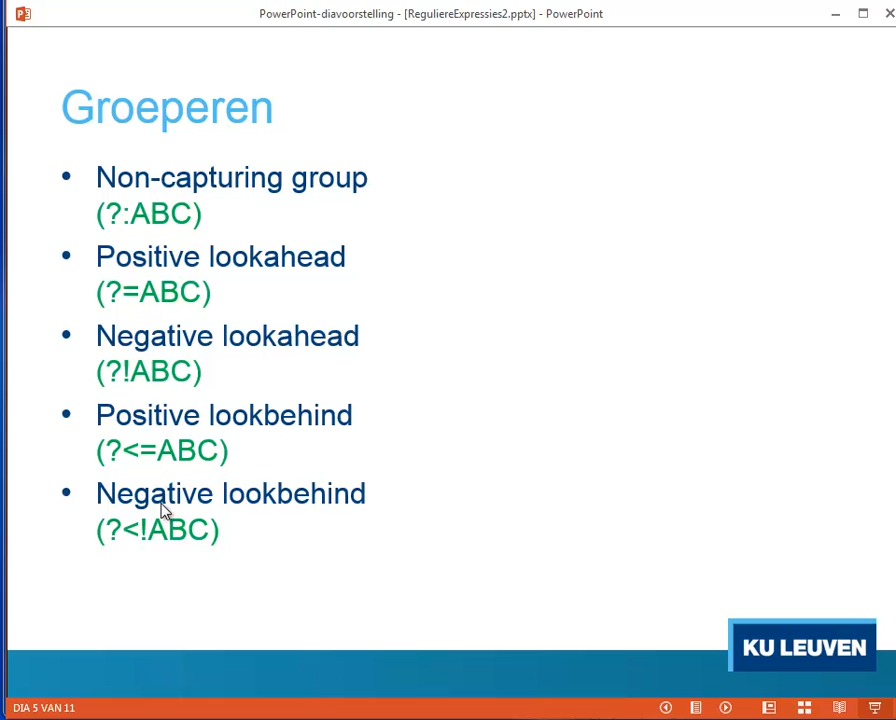 PowerPoint-diavoorstelling - [ReguliereExpressies2.pptx] - PowerPoint
Groeperen
• Non-capturing group
(?:ABC)
• Positive lookahead
(?=ABC)
• Negative lookahead
(?!ABC)
• Positive lookbehind
(?<=ABC)
• Negative lookbehind
(?<!ABC)
KU LEUVEN
DIA 5 VAN 11